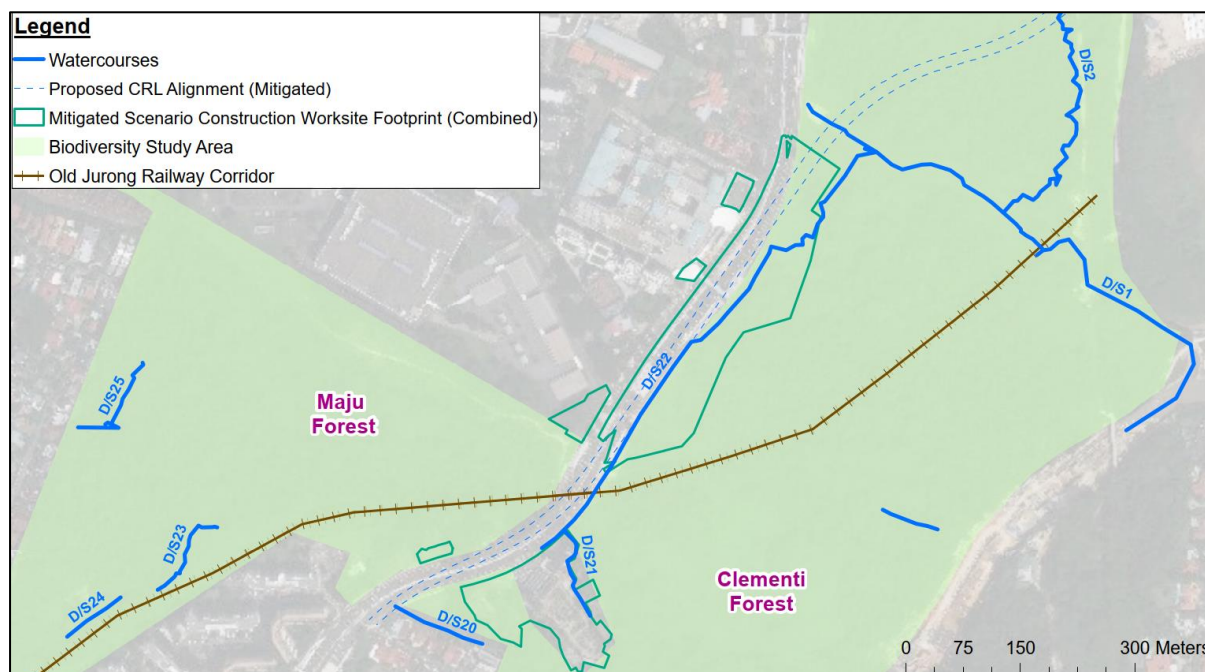 Legend
Watercourses
Proposed CRL Alignment (Mitigated)
Mitigated Scenario Construction Worksite Footprint (Combined)
Biodiversity Study Area
Old Jurong Railway Corridor
D/S2
D/S1
D/S22
D/S25
Maju
Forest
D/S23
D/S21
Clementi
Forest
D/S24
D/S20
0 75 150 300 Meters